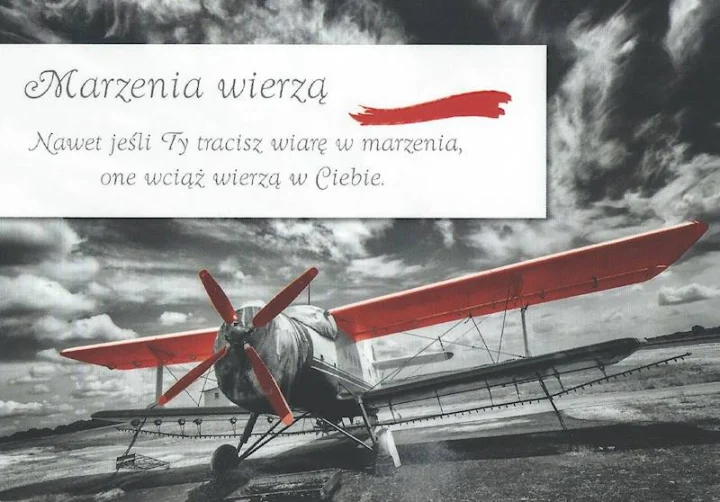 Marzenia wierzą
Nawet jeśli Ty tracisz wiarę w marzenia,
one wciąż wierzą w Ciebie.